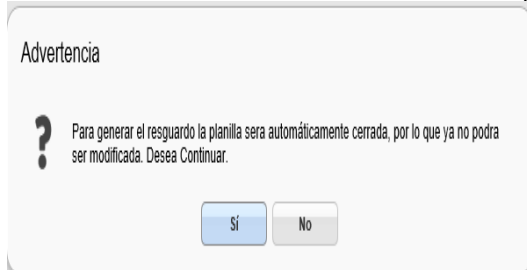 Advertencia
Para generar el resguardo la planilla sera automáticamente cerrada, por lo que ya no podra
ser modificada. Desea Continuar.
Sí
No